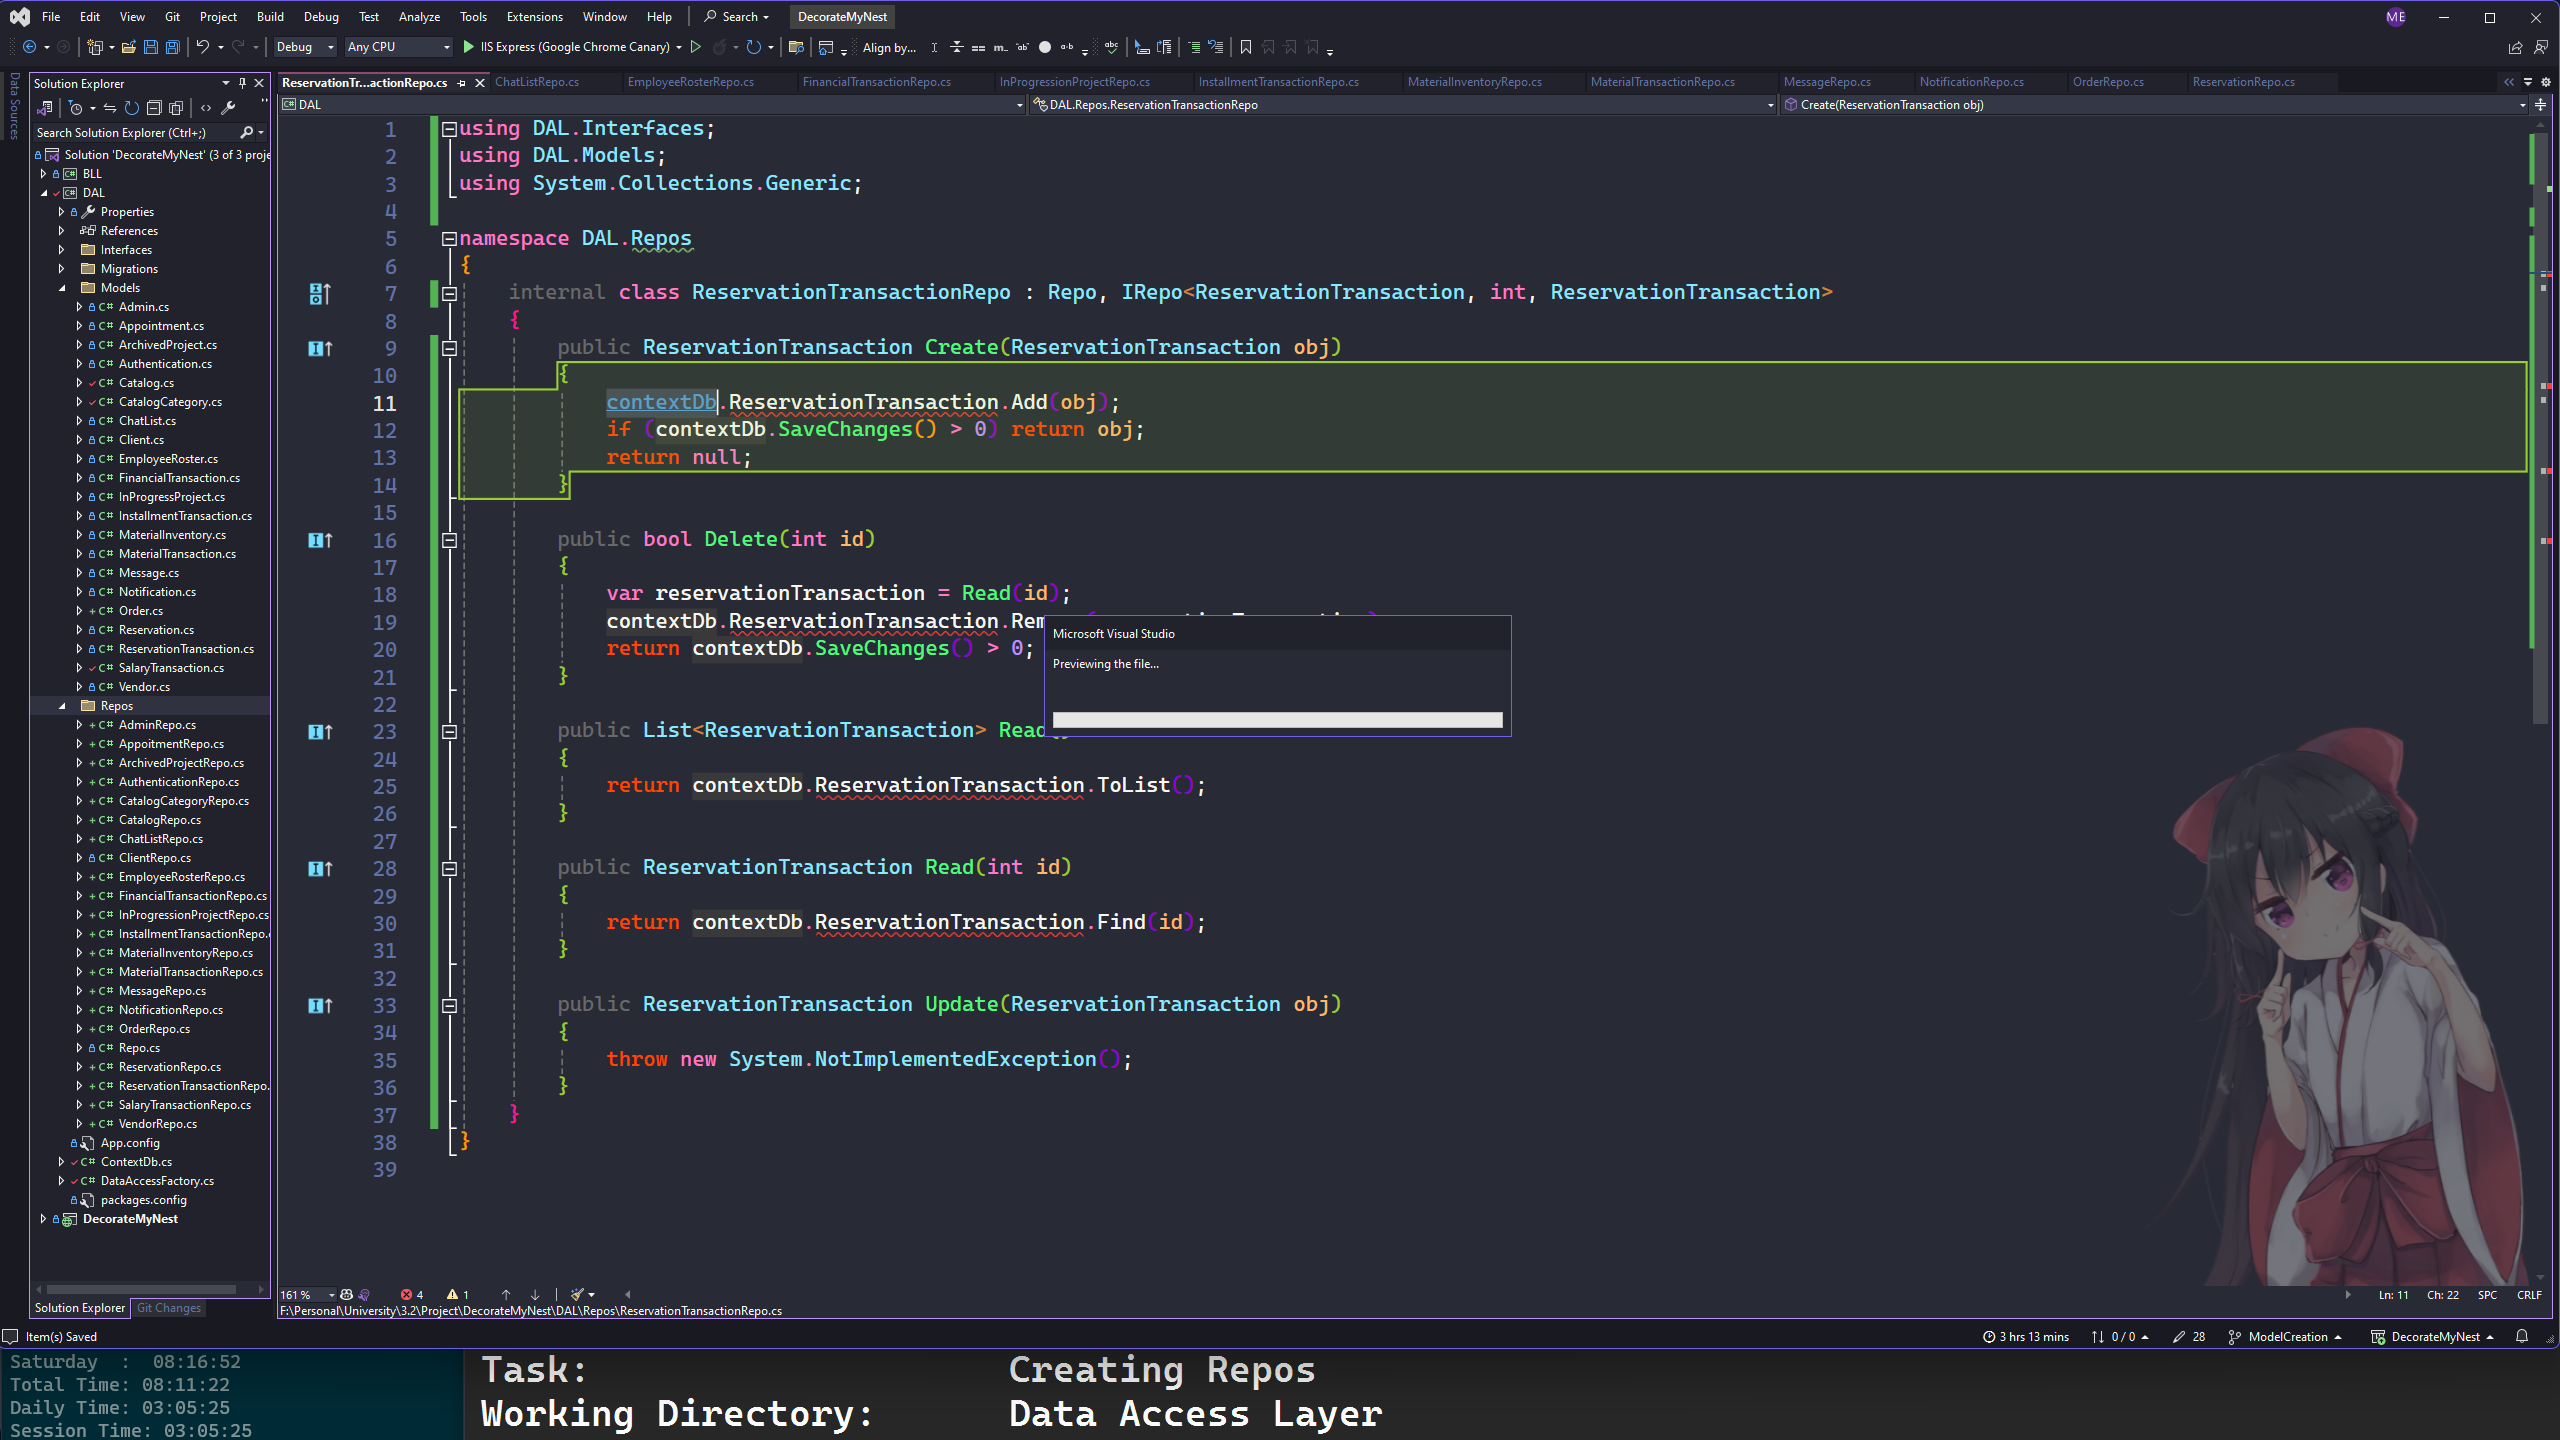 File Edit View Git Project Build Debug Test Analyze Tools Extensions Window Help Search DecorateMyNest ME
Debug Any CPU IIS Express (Google Chrome Canary) Align by...
Data Sources
Solution Explorer
Search Solution Explorer (Ctrl+;)
Solution 'DecorateMyNest' (3 of 3 proje
BLL
DAL
Properties
References
Interfaces
Migrations
Models
C# Admin.cs
C# Appointment.cs
C# ArchivedProject.cs
C# Authentication.cs
C# Catalog.cs
C# CatalogCategory.cs
C# ChatList.cs
C# Client.cs
C# EmployeeRoster.cs
C# FinancialTransaction.cs
C# InProgressProject.cs
C# InstallmentTransaction.cs
C# MaterialInventory.cs
C# MaterialTransaction.cs
C# Message.cs
C# Notification.cs
C# Order.cs
C# Reservation.cs
C# ReservationTransaction.cs
C# SalaryTransaction.cs
C# Vendor.cs
Repos
C# AdminRepo.cs
C# AppoitmentRepo.cs
C# ArchivedProjectRepo.cs
C# AuthenticationRepo.cs
C# CatalogCategoryRepo.cs
C# CatalogRepo.cs
C# ChatListRepo.cs
C# ClientRepo.cs
C# EmployeeRosterRepo.cs
C# FinancialTransactionRepo.cs
C# InProgressionProjectRepo.cs
C# InstallmentTransactionRepo.
C# MaterialInventoryRepo.cs
C# MaterialTransactionRepo.cs
C# MessageRepo.cs
C# NotificationRepo.cs
C# OrderRepo.cs
C# Repo.cs
C# ReservationRepo.cs
C# ReservationTransactionRepo.
C# SalaryTransactionRepo.cs
C# VendorRepo.cs
App.config
C# ContextDb.cs
C# DataAccessFactory.cs
packages.config
DecorateMyNest
Solution Explorer Git Changes
ReservationTr...actionRepo.cs ChatListRepo.cs EmployeeRosterRepo.cs FinancialTransactionRepo.cs InProgressionProjectRepo.cs InstallmentTransactionRepo.cs MaterialInventoryRepo.cs MaterialTransactionRepo.cs MessageRepo.cs NotificationRepo.cs OrderRepo.cs ReservationRepo.cs
C# DAL DAL.Repos.ReservationTransactionRepo Create(ReservationTransaction obj)
1 using DAL.Interfaces;
2 using DAL.Models;
3 using System.Collections.Generic;
4
5 namespace DAL.Repos
6 {
7 internal class ReservationTransactionRepo : Repo, IRepo<ReservationTransaction, int, ReservationTransaction>
8 {
9 public ReservationTransaction Create(ReservationTransaction obj)
10 {
11 contextDb.ReservationTransaction.Add(obj);
12 if (contextDb.SaveChanges() > 0) return obj;
13 return null;
14 }
15
16 public bool Delete(int id)
17 {
18 var reservationTransaction = Read(id);
19 contextDb.ReservationTransaction.Rem
20 return contextDb.SaveChanges() > 0;
21 }
22
23 public List<ReservationTransaction> Read()
24 {
25 return contextDb.ReservationTransaction.ToList();
26 }
27
28 public ReservationTransaction Read(int id)
29 {
30 return contextDb.ReservationTransaction.Find(id);
31 }
32
33 public ReservationTransaction Update(ReservationTransaction obj)
34 {
35 throw new System.NotImplementedException();
36 }
37 }
38 }
39
Microsoft Visual Studio
Previewing the file...
161 % 4 1 Ln: 11 Ch: 22 SPC CRLF
F:\Personal\University\3.2\Project\DecorateMyNest\DAL\Repos\ReservationTransactionRepo.cs
Item(s) Saved 3 hrs 13 mins 0 / 0 28 ModelCreation DecorateMyNest
Saturday : 08:16:52
Total Time: 08:11:22
Daily Time: 03:05:25
Session Time: 03:05:25
Task: Creating Repos
Working Directory: Data Access Layer